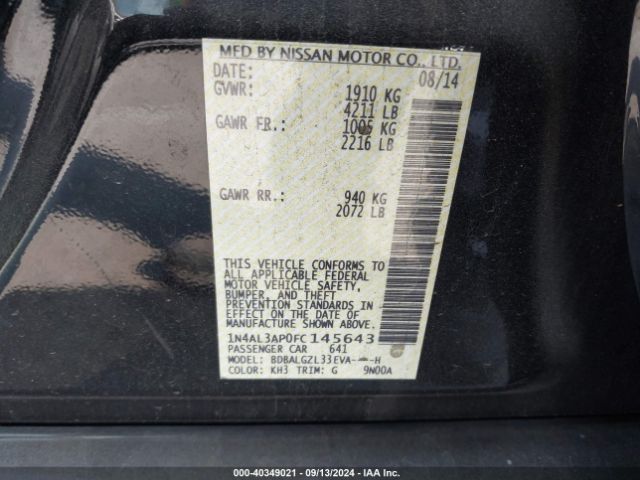 MFD BY NISSAN MOTOR CO., LTD.
DATE: 08/14
GVWR: 1910 KG
4211 LB
GAWR FR.: 1005 KG
2216 LB
GAWR RR.: 940 KG
2072 LB
THIS VEHICLE CONFORMS TO
ALL APPLICABLE FEDERAL
MOTOR VEHICLE SAFETY,
BUMPER, AND THEFT
PREVENTION STANDARDS IN
EFFECT ON THE DATE OF
MANUFACTURE SHOWN ABOVE.
1N4AL3AP0FC145643
PASSENGER CAR 641
MODEL: BDBALGZL33EVA---H
COLOR: KH3 TRIM: G 9N00A
000-40349021 - 09/13/2024 - IAA Inc.